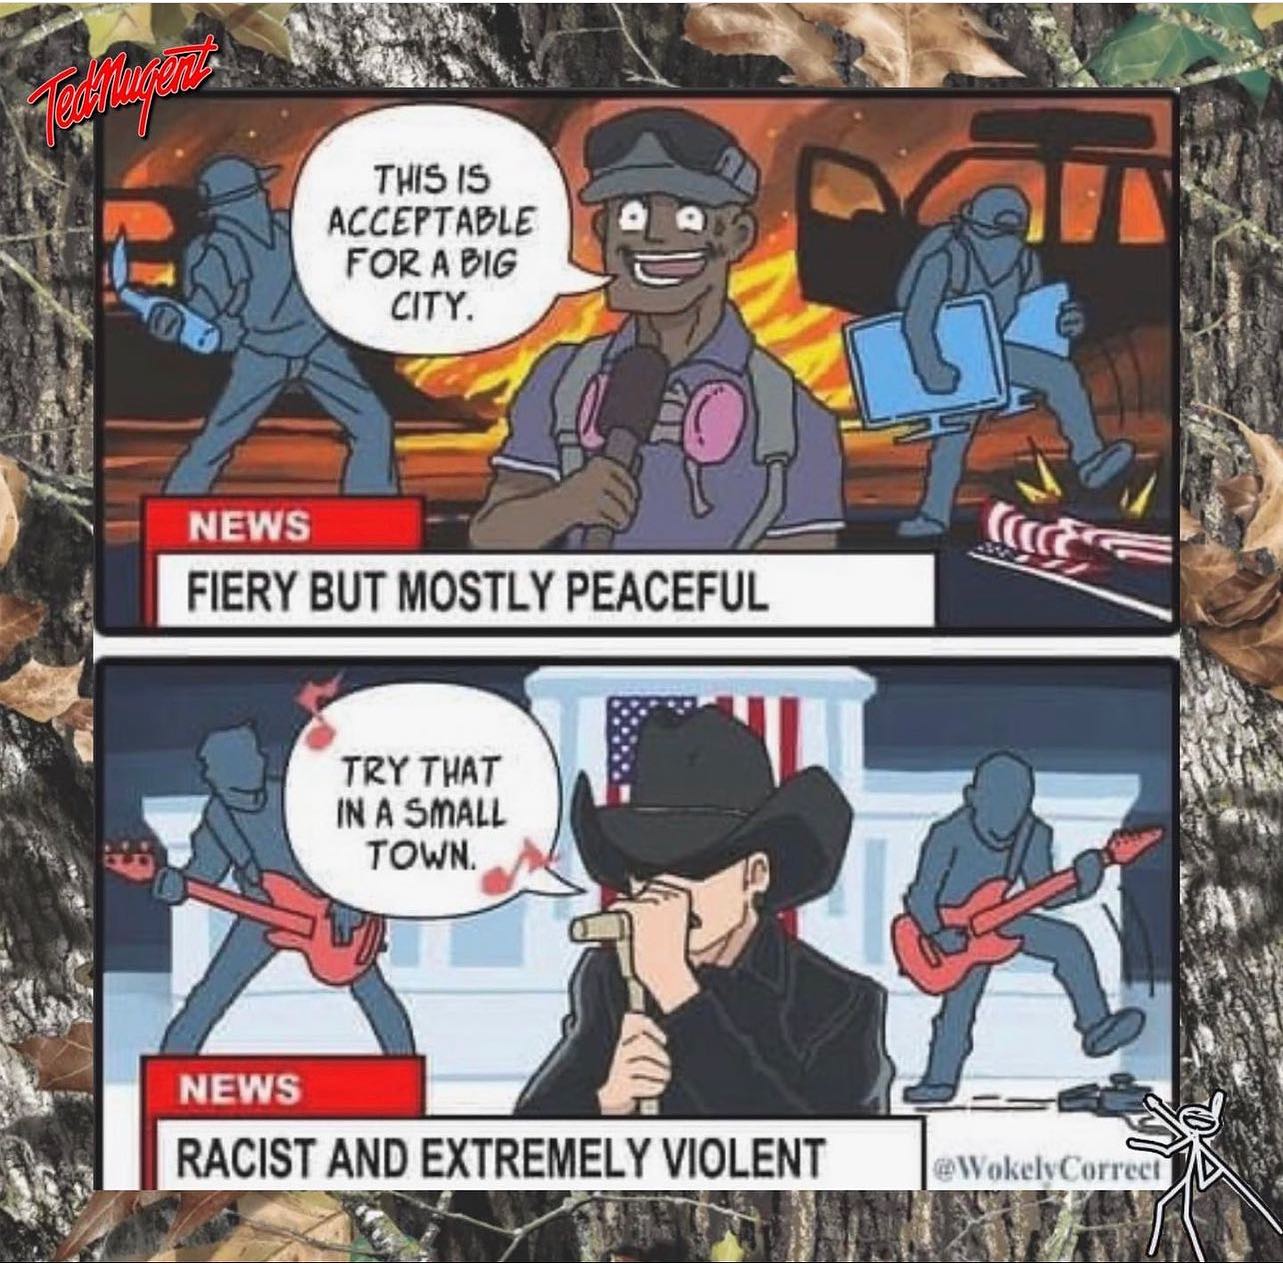 TedNugent
THIS IS
ACCEPTABLE
FOR A BIG
CITY.
NEWS
FIERY BUT MOSTLY PEACEFUL
TRY THAT
IN A SMALL
TOWN.
NEWS
RACIST AND EXTREMELY VIOLENT
@WokelyCorrect